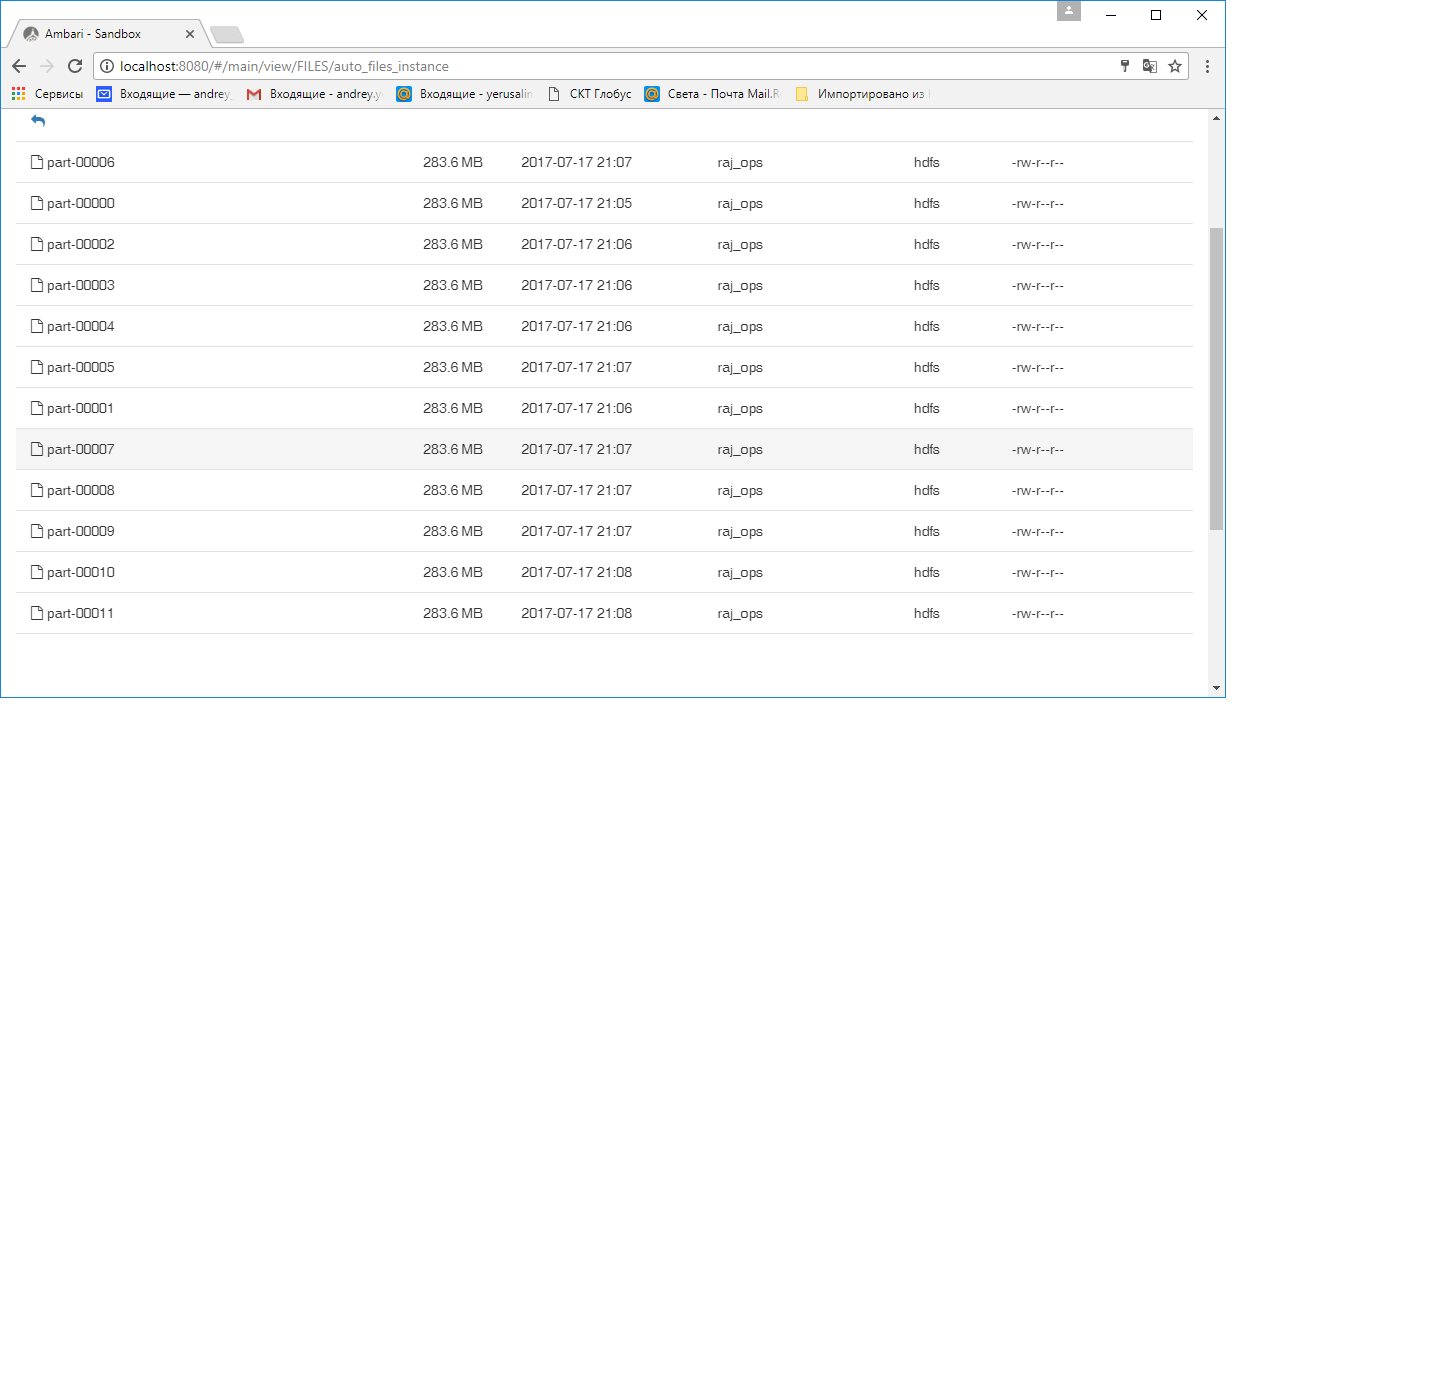 Ambari - Sandbox
localhost:8080/#/main/view/FILES/auto_files_instance
Сервисы Входящие — andrey Входящие - andrey.y Входящие - yerusalin СКТ Глобус Света - Почта Mail.R Импортировано из
part-00006 283.6 MB 2017-07-17 21:07 raj_ops hdfs -rw-r--r--
part-00000 283.6 MB 2017-07-17 21:05 raj_ops hdfs -rw-r--r--
part-00002 283.6 MB 2017-07-17 21:06 raj_ops hdfs -rw-r--r--
part-00003 283.6 MB 2017-07-17 21:06 raj_ops hdfs -rw-r--r--
part-00004 283.6 MB 2017-07-17 21:06 raj_ops hdfs -rw-r--r--
part-00005 283.6 MB 2017-07-17 21:07 raj_ops hdfs -rw-r--r--
part-00001 283.6 MB 2017-07-17 21:06 raj_ops hdfs -rw-r--r--
part-00007 283.6 MB 2017-07-17 21:07 raj_ops hdfs -rw-r--r--
part-00008 283.6 MB 2017-07-17 21:07 raj_ops hdfs -rw-r--r--
part-00009 283.6 MB 2017-07-17 21:07 raj_ops hdfs -rw-r--r--
part-00010 283.6 MB 2017-07-17 21:08 raj_ops hdfs -rw-r--r--
part-00011 283.6 MB 2017-07-17 21:08 raj_ops hdfs -rw-r--r--